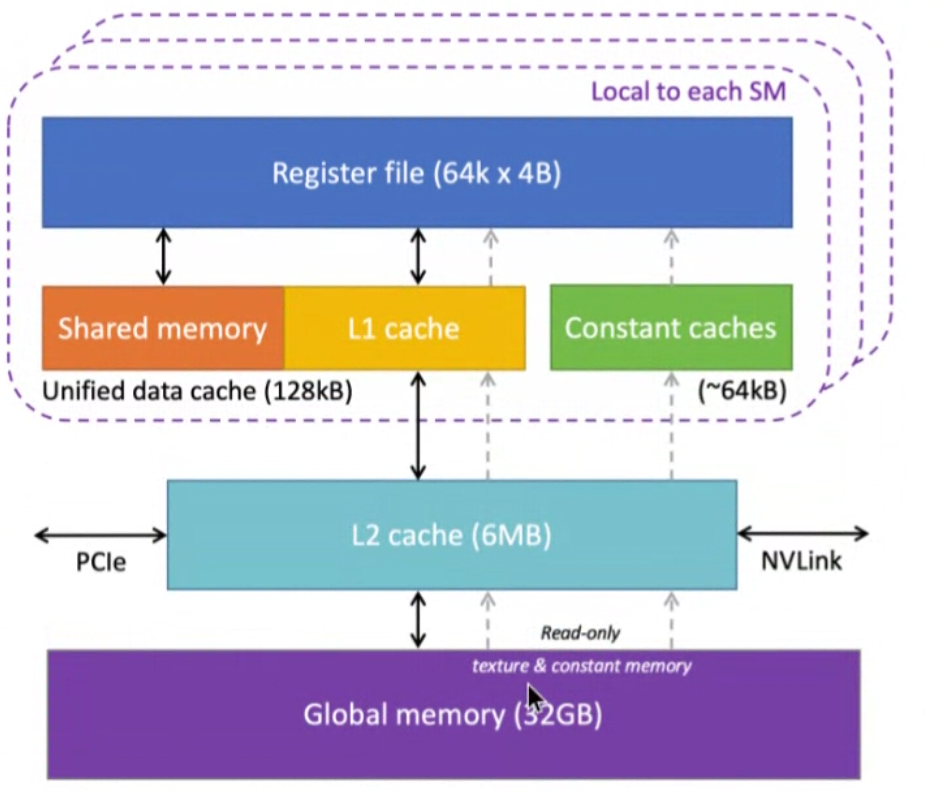 Local to each SM
Register file (64k x 4B)
Shared memory
L1 cache
Constant caches
Unified data cache (128kB)
(~64kB)
L2 cache (6MB)
PCIe
NVLink
Read-only
texture & constant memory
Global memory (32GB)